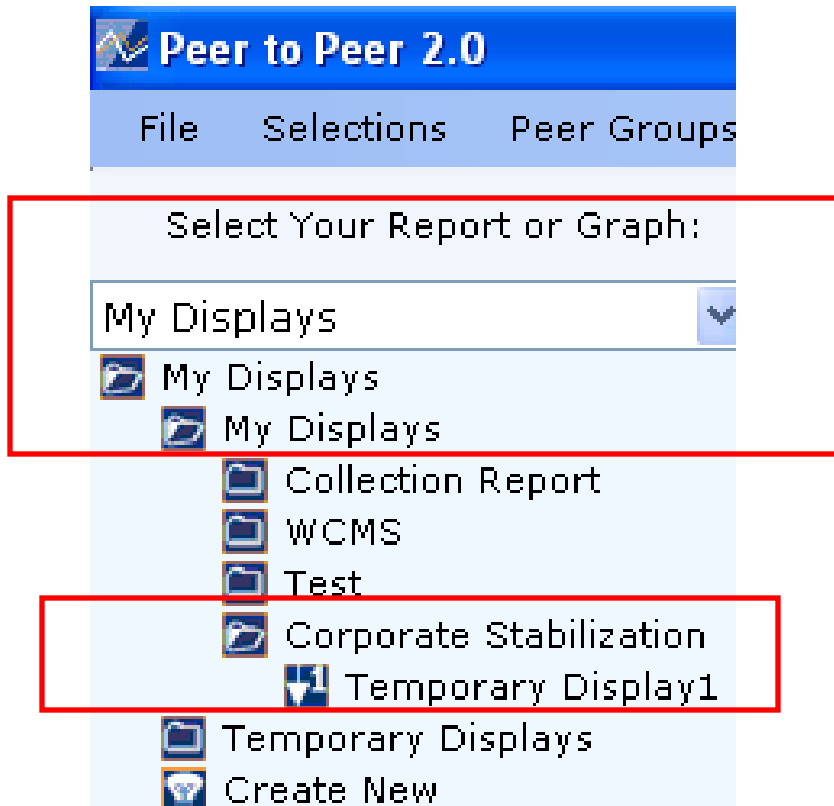 Peer to Peer 2.0
File Selections Peer Groups
Select Your Report or Graph:
My Displays
My Displays
My Displays
Collection Report
WCMS
Test
Corporate Stabilization
Temporary Display1
Temporary Displays
Create New